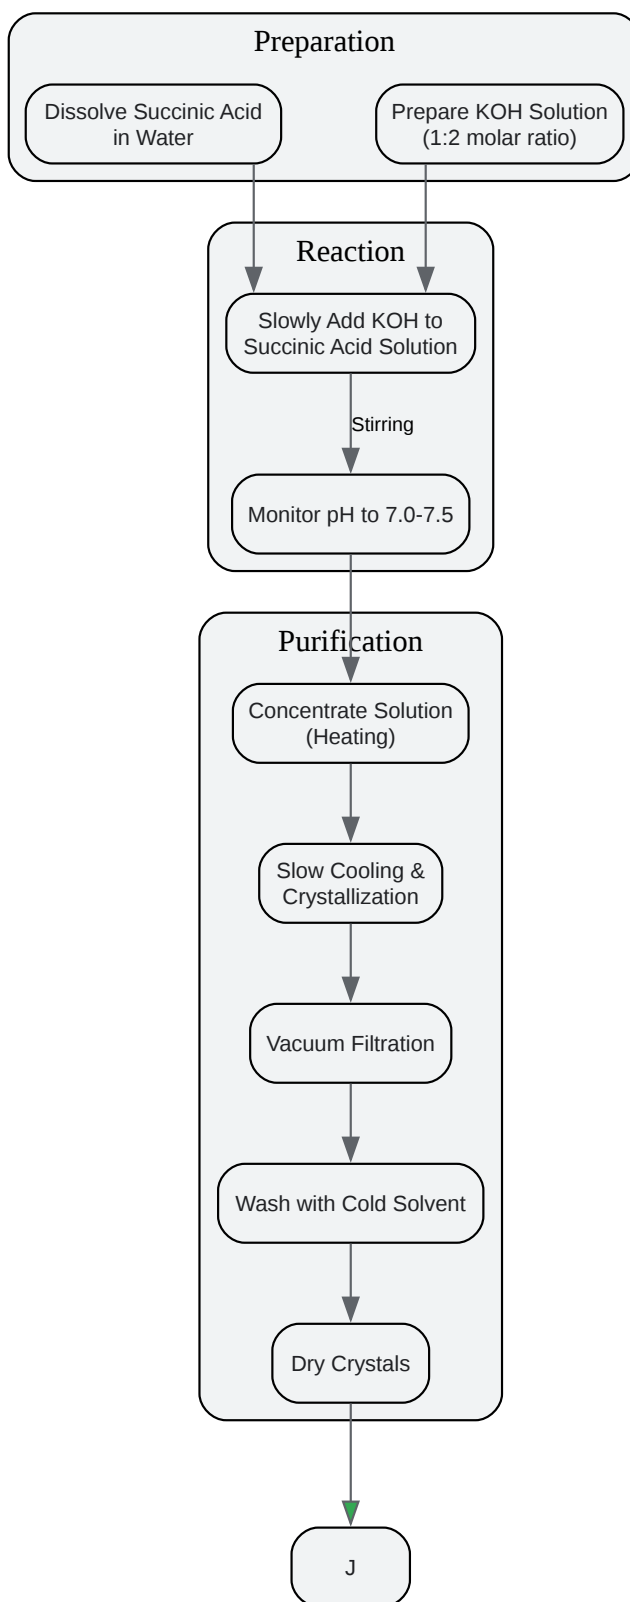 Preparation
Dissolve Succinic Acid
in Water
Prepare KOH Solution
(1:2 molar ratio)
Reaction
Slowly Add KOH to
Succinic Acid Solution
Stirring
Monitor pH to 7.0-7.5
Purification
Concentrate Solution
(Heating)
Slow Cooling &
Crystallization
Vacuum Filtration
Wash with Cold Solvent
Dry Crystals
J